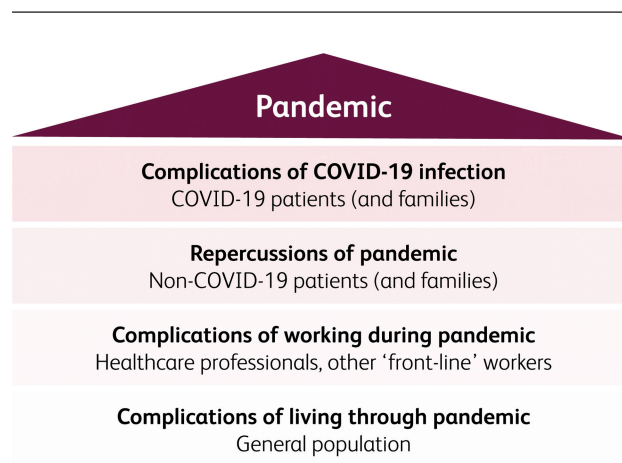 Pandemic
Complications of COVID-19 infection
COVID-19 patients (and families)
Repercussions of pandemic
Non-COVID-19 patients (and families)
Complications of working during pandemic
Healthcare professionals, other ‘front-line’ workers
Complications of living through pandemic
General population